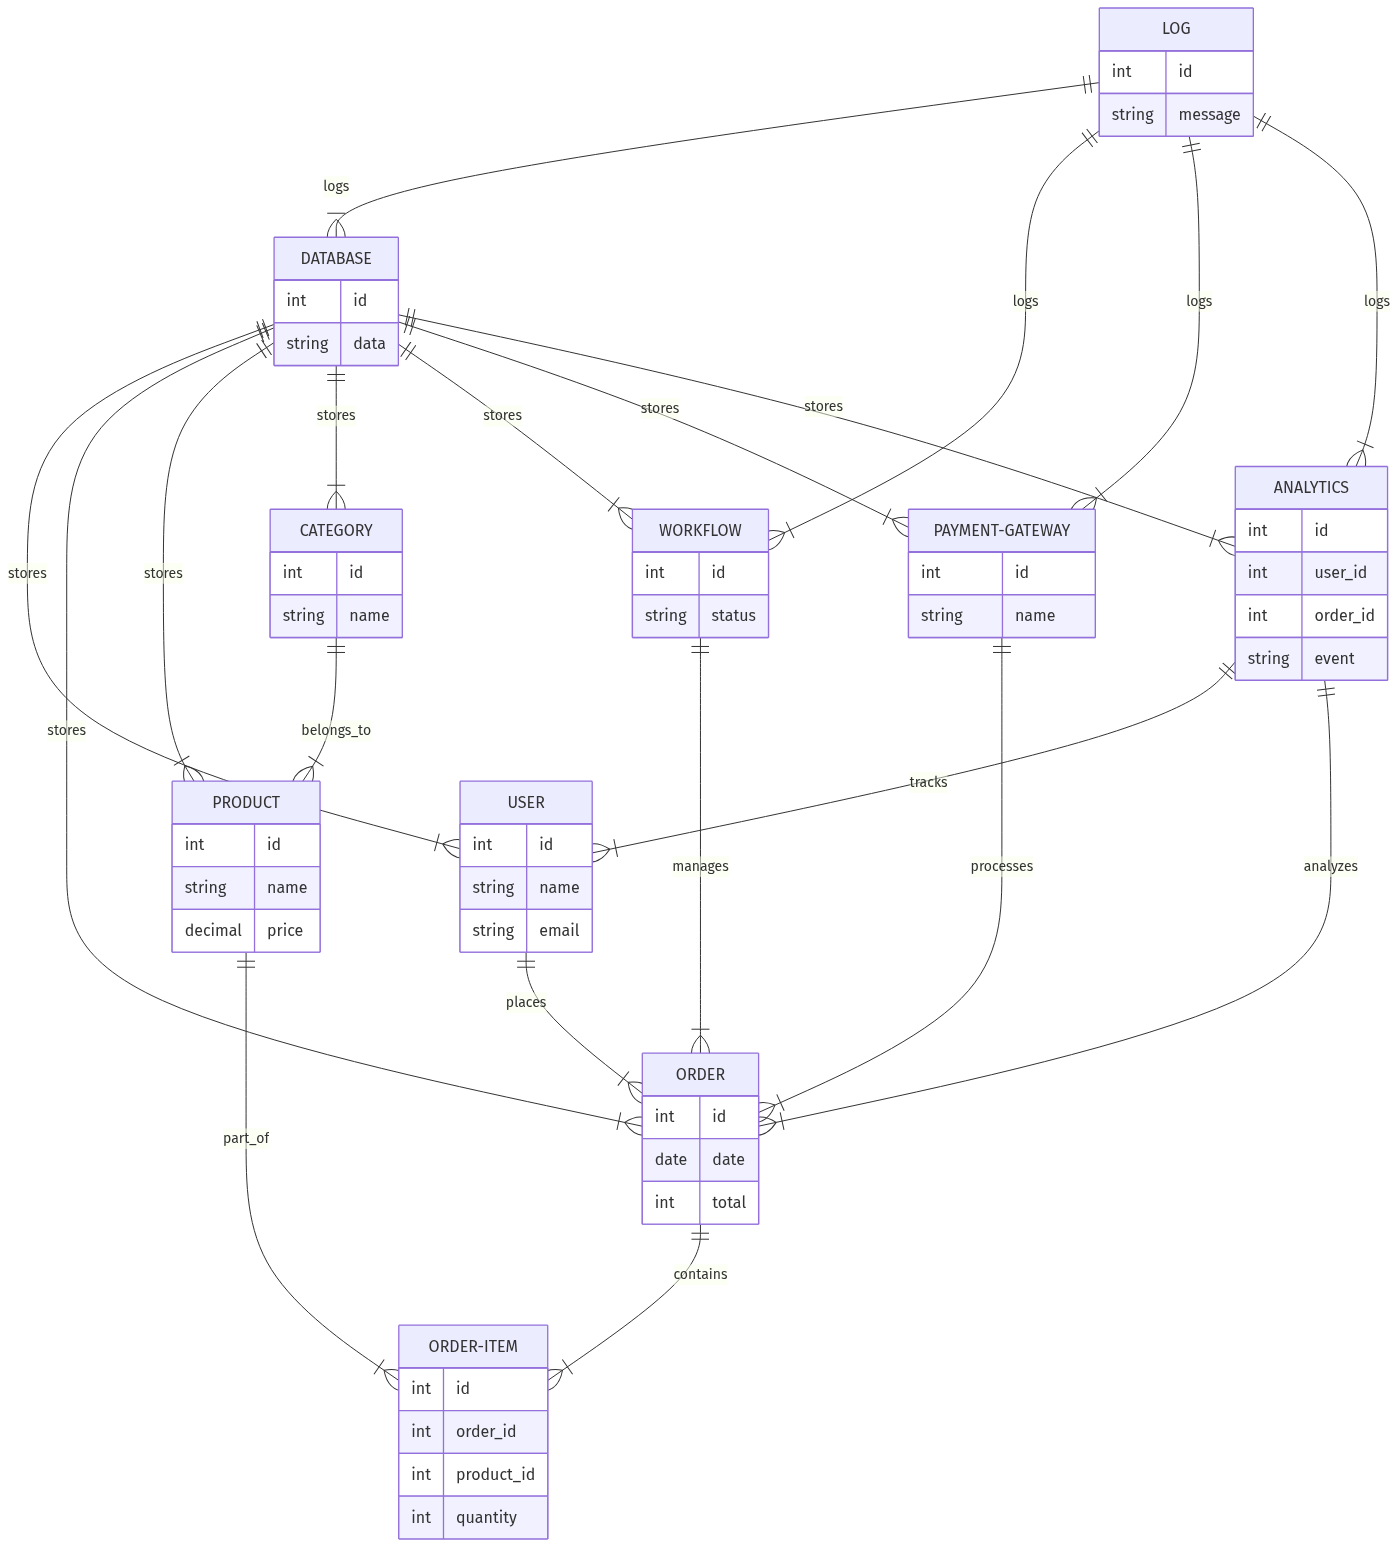 LOG
int id
string message
logs
DATABASE
int id
string data
logs
logs
logs
stores
stores
stores
stores
CATEGORY
int id
string name
WORKFLOW
int id
string status
PAYMENT-GATEWAY
int id
string name
ANALYTICS
int id
int user_id
int order_id
string event
stores
stores
stores
belongs_to
tracks
PRODUCT
int id
string name
decimal price
USER
int id
string name
string email
manages
processes
analyzes
places
ORDER
int id
date date
int total
part_of
contains
ORDER-ITEM
int id
int order_id
int product_id
int quantity